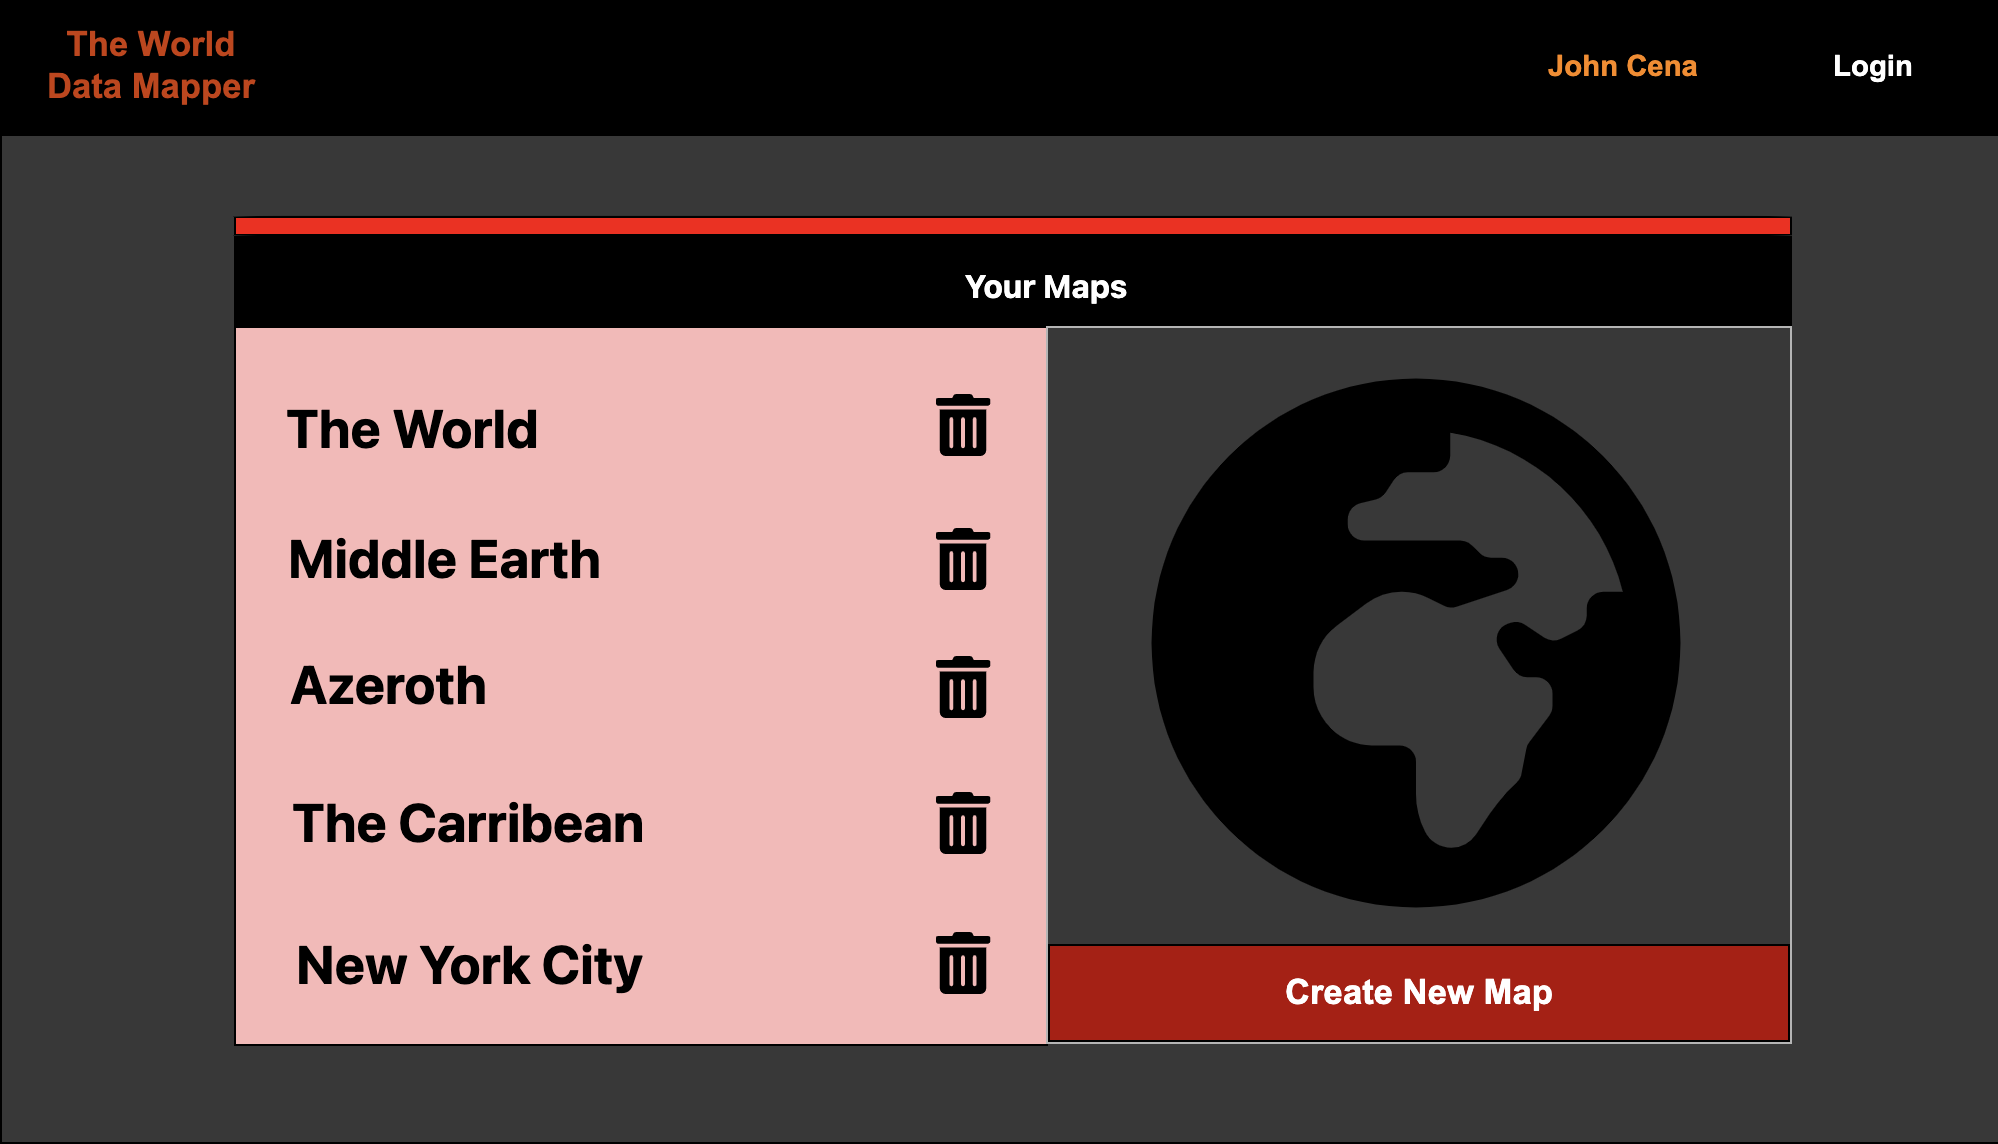 The World
Data Mapper
John Cena
Login
Your Maps
The World
Middle Earth
Azeroth
The Carribean
New York City
Create New Map